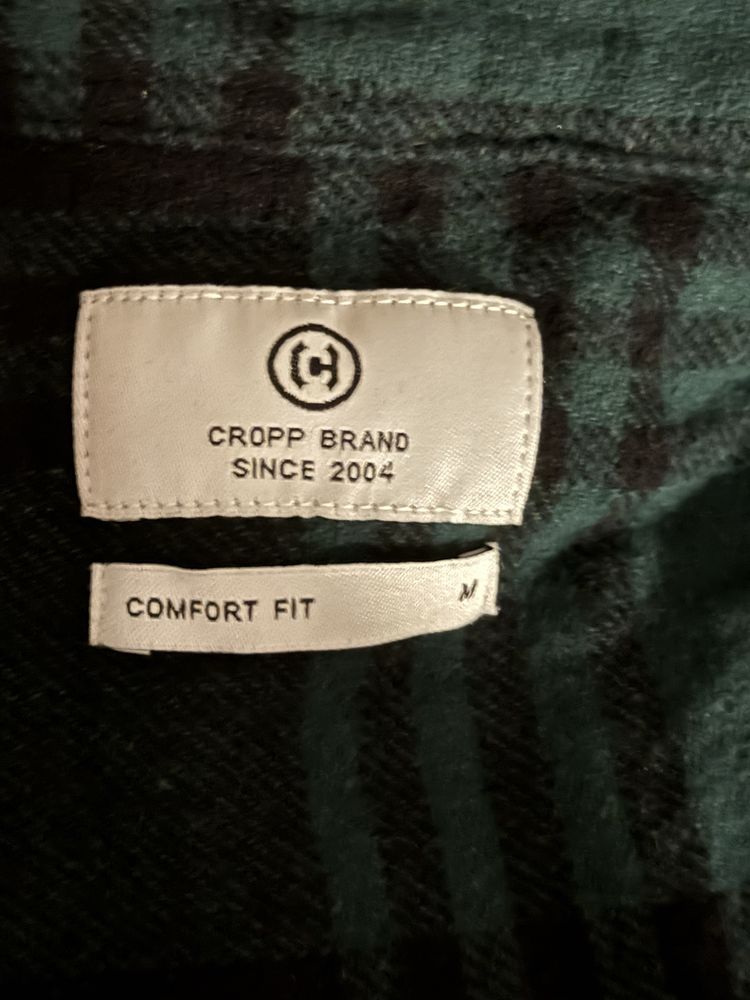 CROPP BRAND
SINCE 2004
COMFORT FIT M